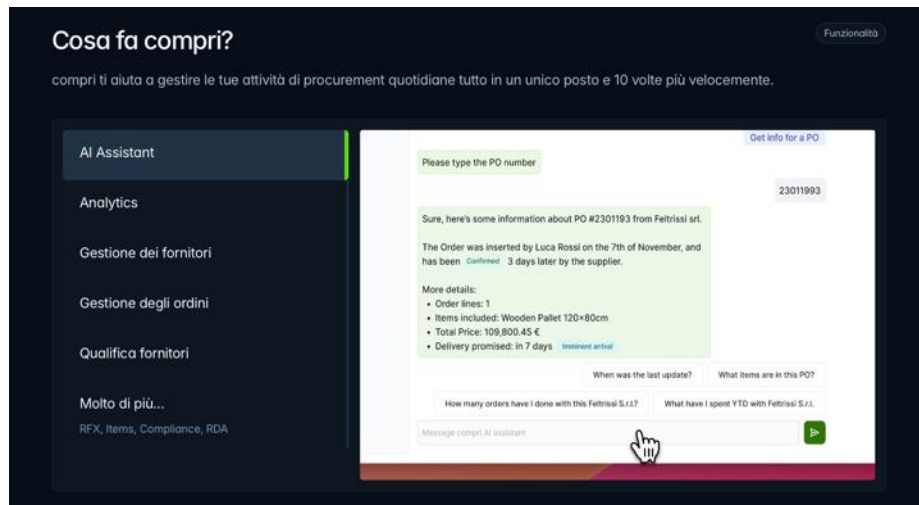 Cosa fa compri?
Funzionalità
compri ti aiuta a gestire le tue attività di procurement quotidiane tutto in un unico posto e 10 volte più velocemente.
AI Assistant
Analytics
Gestione dei fornitori
Gestione degli ordini
Qualifica fornitori
Molto di più...
RFX, Items, Compliance, RDA
Get info for a PO
Please type the PO number
23011993
Sure, here's some information about PO #2301193 from Feltrissi srl.
The Order was inserted by Luca Rossi on the 7th of November, and
has been Confirmed 3 days later by the supplier.
More details:
• Order lines: 1
• Items included: Wooden Pallet 120×80cm
• Total Price: 109,800.45 €
• Delivery promised: in 7 days Imminent arrival
When was the last update? What items are in this PO?
How many orders have I done with this Feltrissi S.r.l.? What have I spent YTD with Feltrissi S.r.l.
Message compri AI assistant